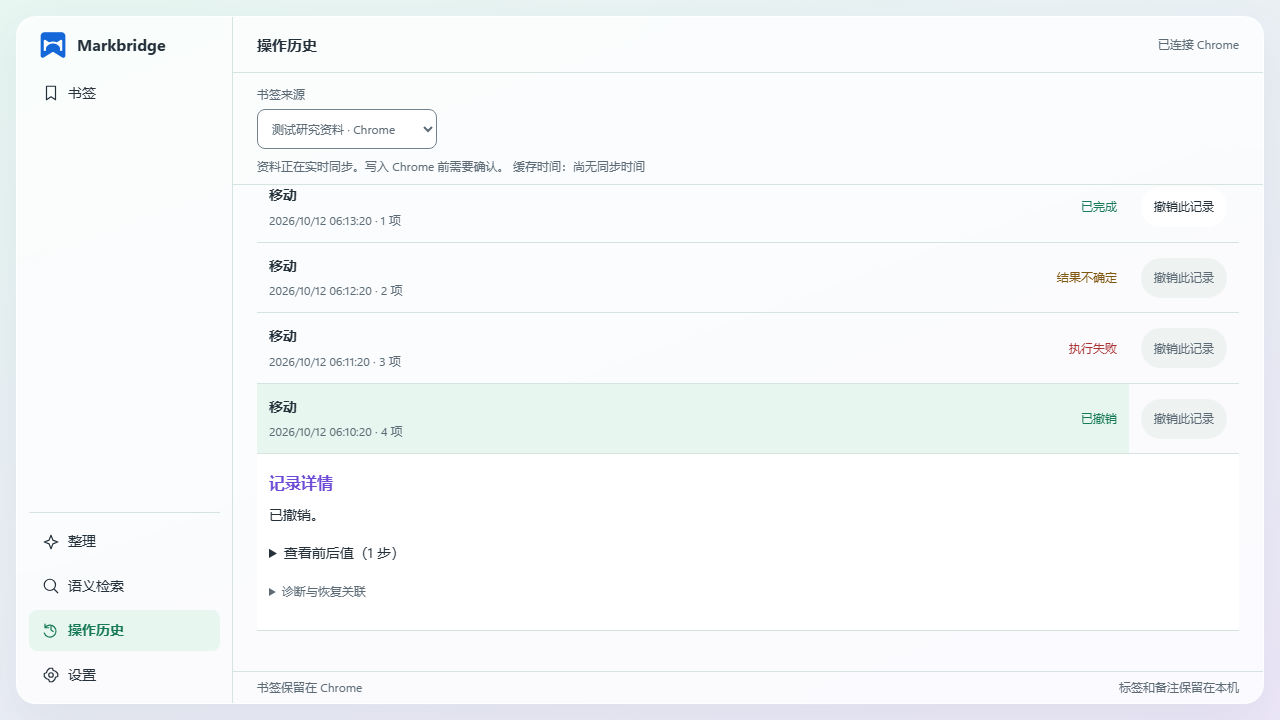 Markbridge
书签
整理
语义检索
操作历史
设置
操作历史
已连接 Chrome
书签来源
测试研究资料 · Chrome
资料正在实时同步。写入 Chrome 前需要确认。 缓存时间：尚无同步时间
移动
2026/10/12 06:13:20 · 1 项
已完成
撤销此记录
移动
2026/10/12 06:12:20 · 2 项
结果不确定
撤销此记录
移动
2026/10/12 06:11:20 · 3 项
执行失败
撤销此记录
移动
2026/10/12 06:10:20 · 4 项
已撤销
撤销此记录
记录详情
已撤销。
查看前后值（1 步）
诊断与恢复关联
书签保留在 Chrome
标签和备注保留在本机